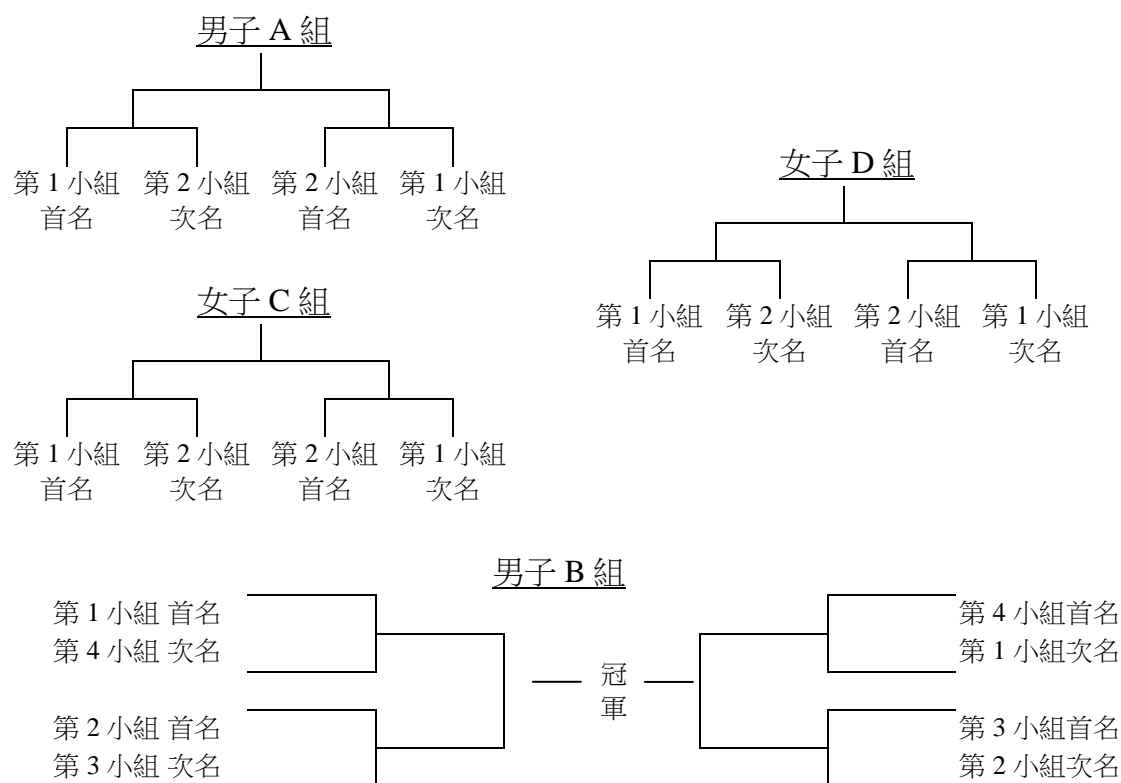 男子 A 組
第 1 小組 第 2 小組 第 2 小組 第 1 小組
首名 次名 首名 次名
女子 D 組
第 1 小組 第 2 小組 第 2 小組 第 1 小組
首名 次名 首名 次名
女子 C 組
第 1 小組 第 2 小組 第 2 小組 第 1 小組
首名 次名 首名 次名
男子 B 組
第 1 小組 首名
第 4 小組 次名
第 2 小組 首名
第 3 小組 次名
冠
軍
第 4 小組首名
第 1 小組次名
第 3 小組首名
第 2 小組次名